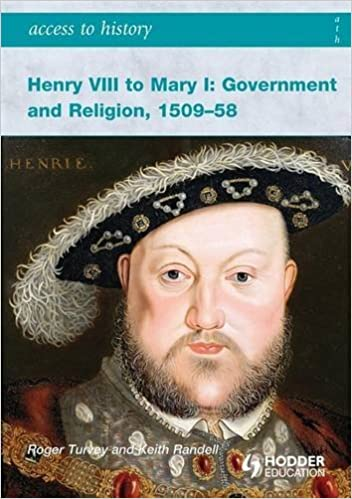 access to history
a
t
h
Henry VIII to Mary I: Government
and Religion, 1509–58
HENRIE
Roger Turvey and Keith Randell
HODDER
EDUCATION